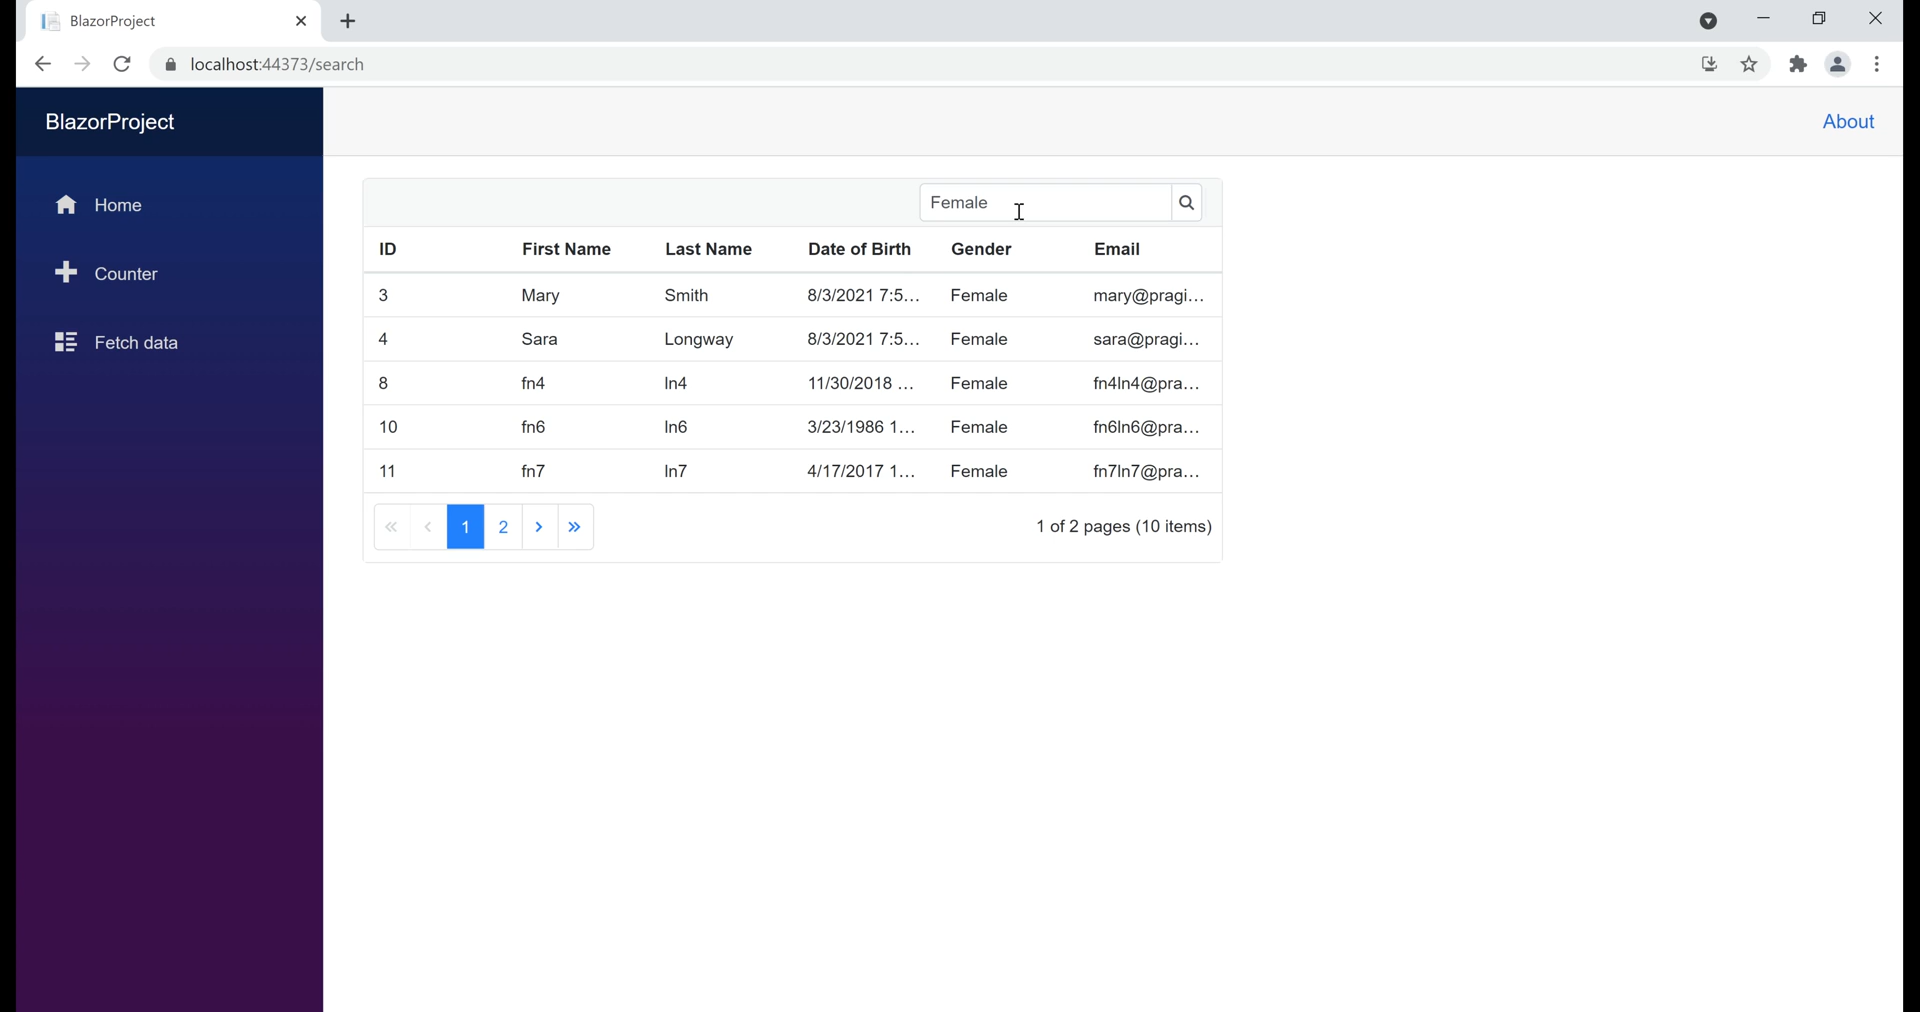 BlazorProject
localhost:44373/search
BlazorProject
About
Home
Counter
Fetch data
Female
ID First Name Last Name Date of Birth Gender Email
3 Mary Smith 8/3/2021 7:5... Female mary@pragi...
4 Sara Longway 8/3/2021 7:5... Female sara@pragi...
8 fn4 ln4 11/30/2018 ... Female fn4ln4@pra...
10 fn6 ln6 3/23/1986 1... Female fn6ln6@pra...
11 fn7 ln7 4/17/2017 1... Female fn7ln7@pra...
1 2 1 of 2 pages (10 items)